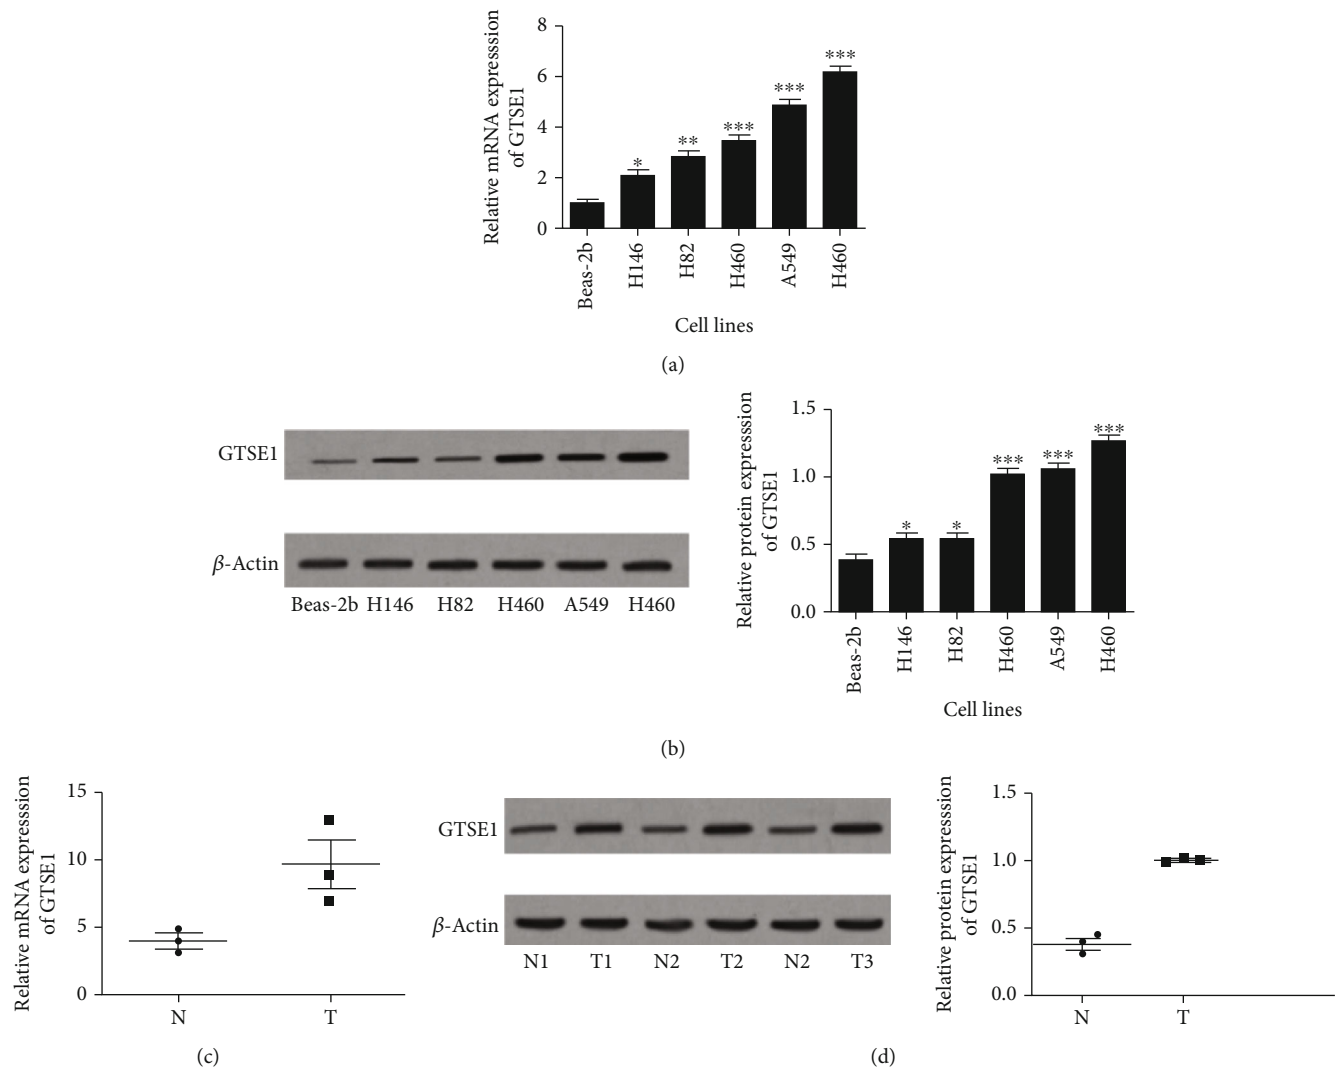 Relative mRNA expresssion
of GTSE1
8
6
4
2
0
*
**
***
***
***
Beas-2b
H146
H82
H460
A549
H460
Cell lines
(a)
GTSE1
β-Actin
Beas-2b H146 H82 H460 A549 H460
Relative protein expresssion
of GTSE1
1.5
1.0
0.5
0.0
*
*
***
***
***
Beas-2b
H146
H82
H460
A549
H460
Cell lines
(b)
Relative mRNA expresssion
of GTSE1
15
10
5
0
N T
(c)
GTSE1
β-Actin
N1 T1 N2 T2 N2 T3
Relative protein expresssion
of GTSE1
1.5
1.0
0.5
0.0
N T
(d)